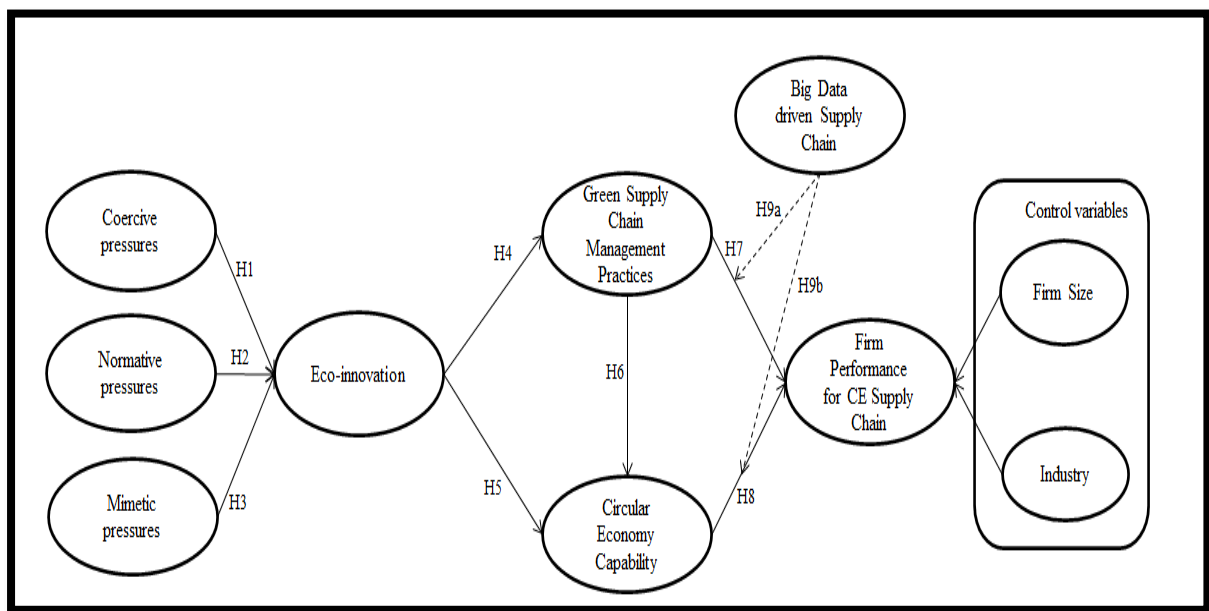 Big Data
driven Supply
Chain
Coercive
pressures
H1
Normative
pressures
H2
Mimetic
pressures
H3
Eco-innovation
H4
H5
Green Supply
Chain
Management
Practices
H6
Circular
Economy
Capability
H9a
H7
H9b
H8
Firm
Performance
for CE Supply
Chain
Control variables
Firm Size
Industry